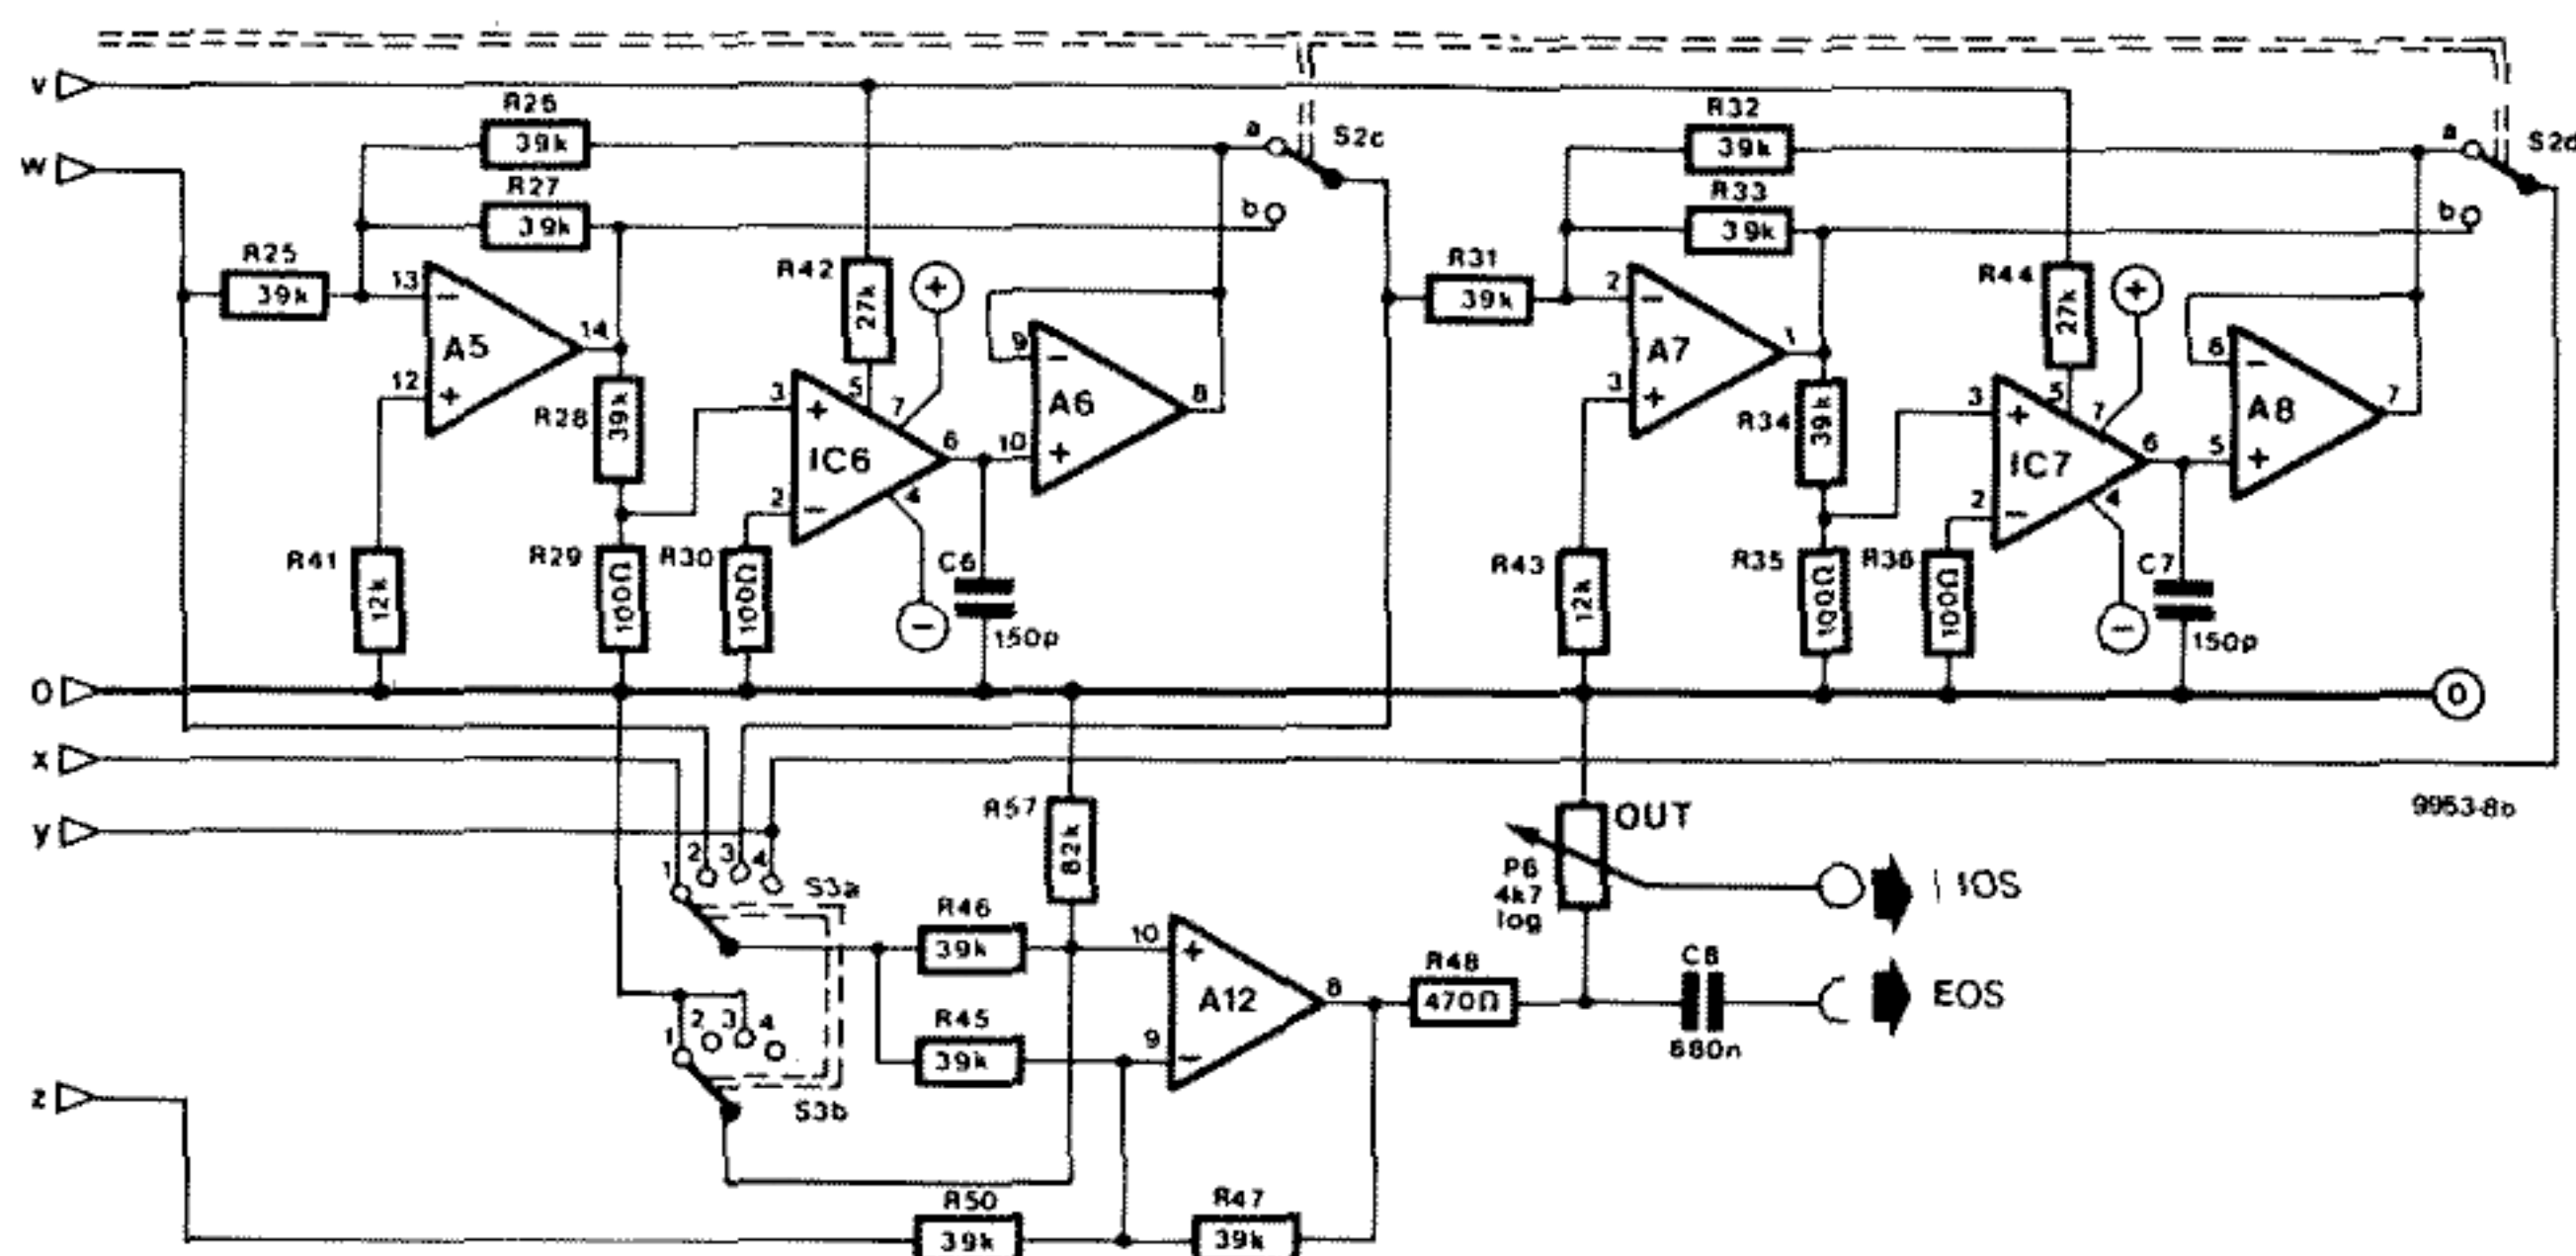 v
R26
39k
a
S2c
R32
39k
a
S2d
w
R27
39k
b
R33
39k
b
R25
39k
13
12
A5
14
R42
27k
+
R31
39k
2
3
A7
1
R44
27k
+
R28
39k
3
2
IC6
5
7
6
4
9
10
A6
8
R34
39k
3
2
IC7
5
7
6
4
6
5
A8
7
R41
12k
R29
100Ω
R30
100Ω
C6
150p
−
R43
12k
R35
100Ω
R36
100Ω
C7
150p
−
0
0
x
y
R57
82k
OUT
P6
4k7
log
9953-8b
1 2 3 4
S3a
R46
39k
10
A12
8
R48
470Ω
C8
680n
IOS
EOS
R45
39k
9
1 2 3 4
S3b
z
R50
39k
R47
39k